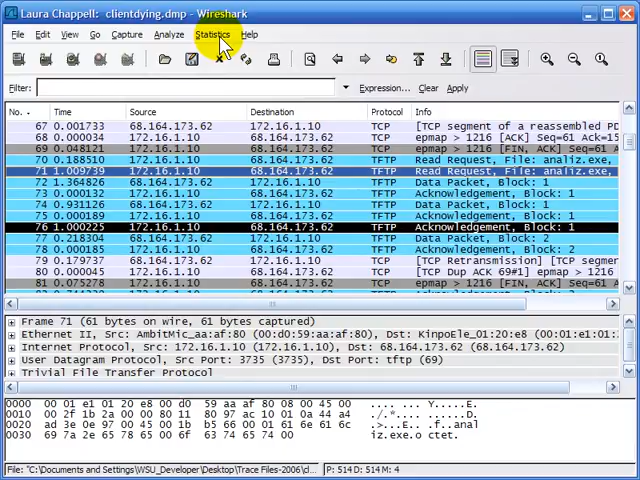 Laura Chappell: clientdying.dmp - Wireshark
File Edit View Go Capture Analyze Statistics Help
Filter: Expression... Clear Apply
No. Time Source Destination Protocol Info
67 0.001733 68.164.173.62 172.16.1.10 TCP [TCP segment of a reassembled PD
68 0.000034 172.16.1.10 68.164.173.62 TCP epmap > 1216 [ACK] Seq=61 Ack=15
69 0.048121 172.16.1.10 68.164.173.62 TCP epmap > 1216 [FIN, ACK] Seq=61 A
70 0.188510 172.16.1.10 68.164.173.62 TFTP Read Request, File: analiz.exe,
71 1.009739 172.16.1.10 68.164.173.62 TFTP Read Request, File: analiz.exe,
72 1.364826 68.164.173.62 172.16.1.10 TFTP Data Packet, Block: 1
73 0.000132 172.16.1.10 68.164.173.62 TFTP Acknowledgement, Block: 1
74 0.931126 68.164.173.62 172.16.1.10 TFTP Data Packet, Block: 1
75 0.000189 172.16.1.10 68.164.173.62 TFTP Acknowledgement, Block: 1
76 1.000225 172.16.1.10 68.164.173.62 TFTP Acknowledgement, Block: 1
77 0.218304 68.164.173.62 172.16.1.10 TFTP Data Packet, Block: 2
78 0.000185 172.16.1.10 68.164.173.62 TFTP Acknowledgement, Block: 2
79 0.179737 68.164.173.62 172.16.1.10 TCP [TCP Retransmission] [TCP segmen
80 0.000045 172.16.1.10 68.164.173.62 TCP [TCP Dup ACK 69#1] epmap > 1216
81 0.075278 172.16.1.10 68.164.173.62 TCP epmap > 1216 [FIN, ACK] Seq=61 A
Frame 71 (61 bytes on wire, 61 bytes captured)
Ethernet II, Src: AmbitMic_aa:af:80 (00:d0:59:aa:af:80), Dst: KinpoEle_01:20:e8 (00:01:e1:01:2
Internet Protocol, Src: 172.16.1.10 (172.16.1.10), Dst: 68.164.173.62 (68.164.173.62)
User Datagram Protocol, Src Port: 3735 (3735), Dst Port: tftp (69)
Trivial File Transfer Protocol
0000 00 01 e1 01 20 e8 00 d0 59 aa af 80 08 00 45 00 .... ... Y.....E.
0010 00 2f 1b 2a 00 00 80 11 80 97 ac 10 01 0a 44 a4 ./.*.... ......D.
0020 ad 3e 0e 97 00 45 00 1b b5 66 00 01 61 6e 61 6c .>...E.. .f..anal
0030 69 7a 2e 65 78 65 00 6f 63 74 65 74 00 iz.exe.o ctet.
File: "C:\Documents and Settings\WSU_Developer\Desktop\Trace Files-2006\cl... P: 514 D: 514 M: 4